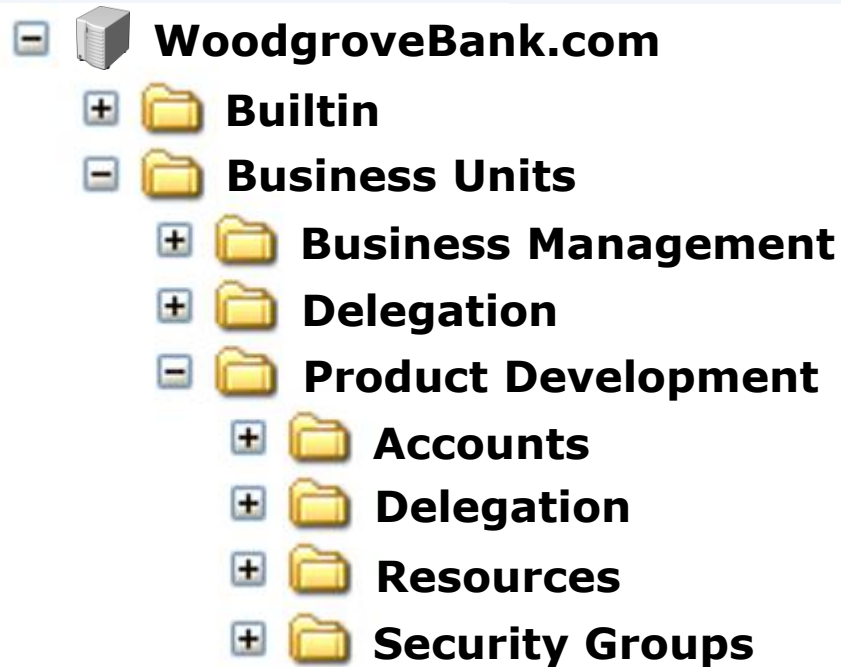 WoodgroveBank.com
Builtin
Business Units
Business Management
Delegation
Product Development
Accounts
Delegation
Resources
Security Groups